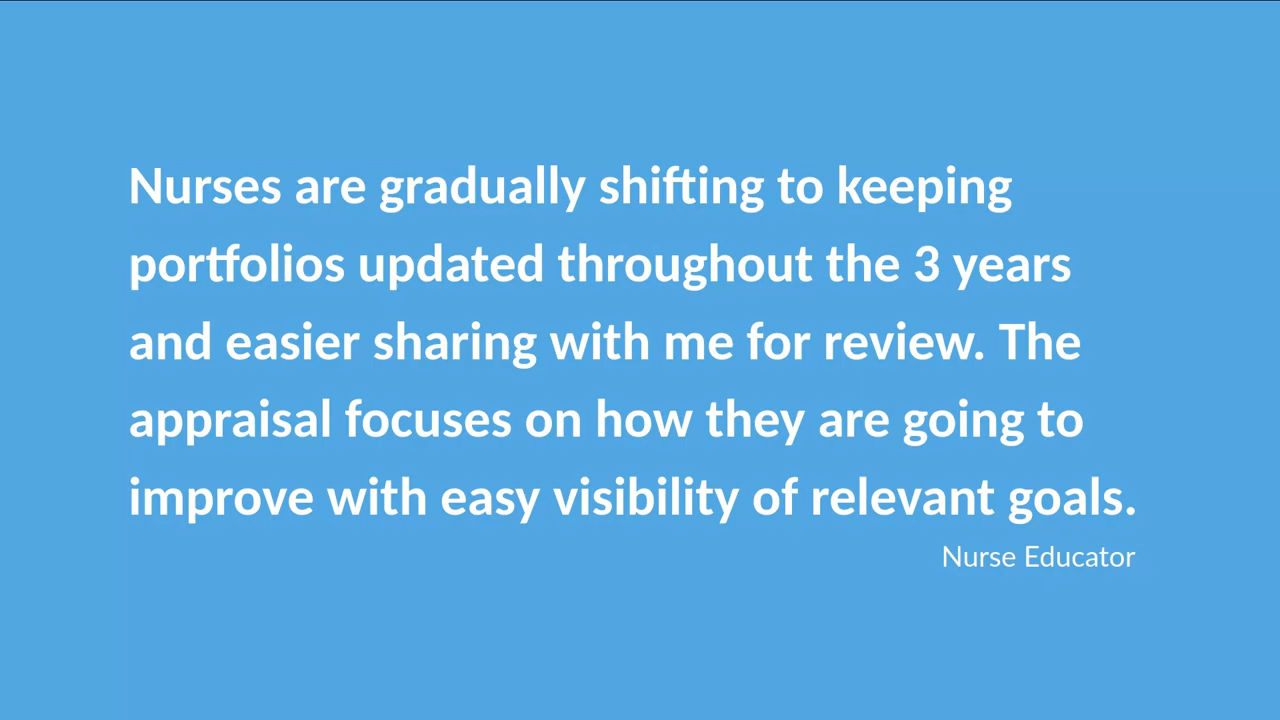 Nurses are gradually shifting to keeping
portfolios updated throughout the 3 years
and easier sharing with me for review. The
appraisal focuses on how they are going to
improve with easy visibility of relevant goals.
Nurse Educator